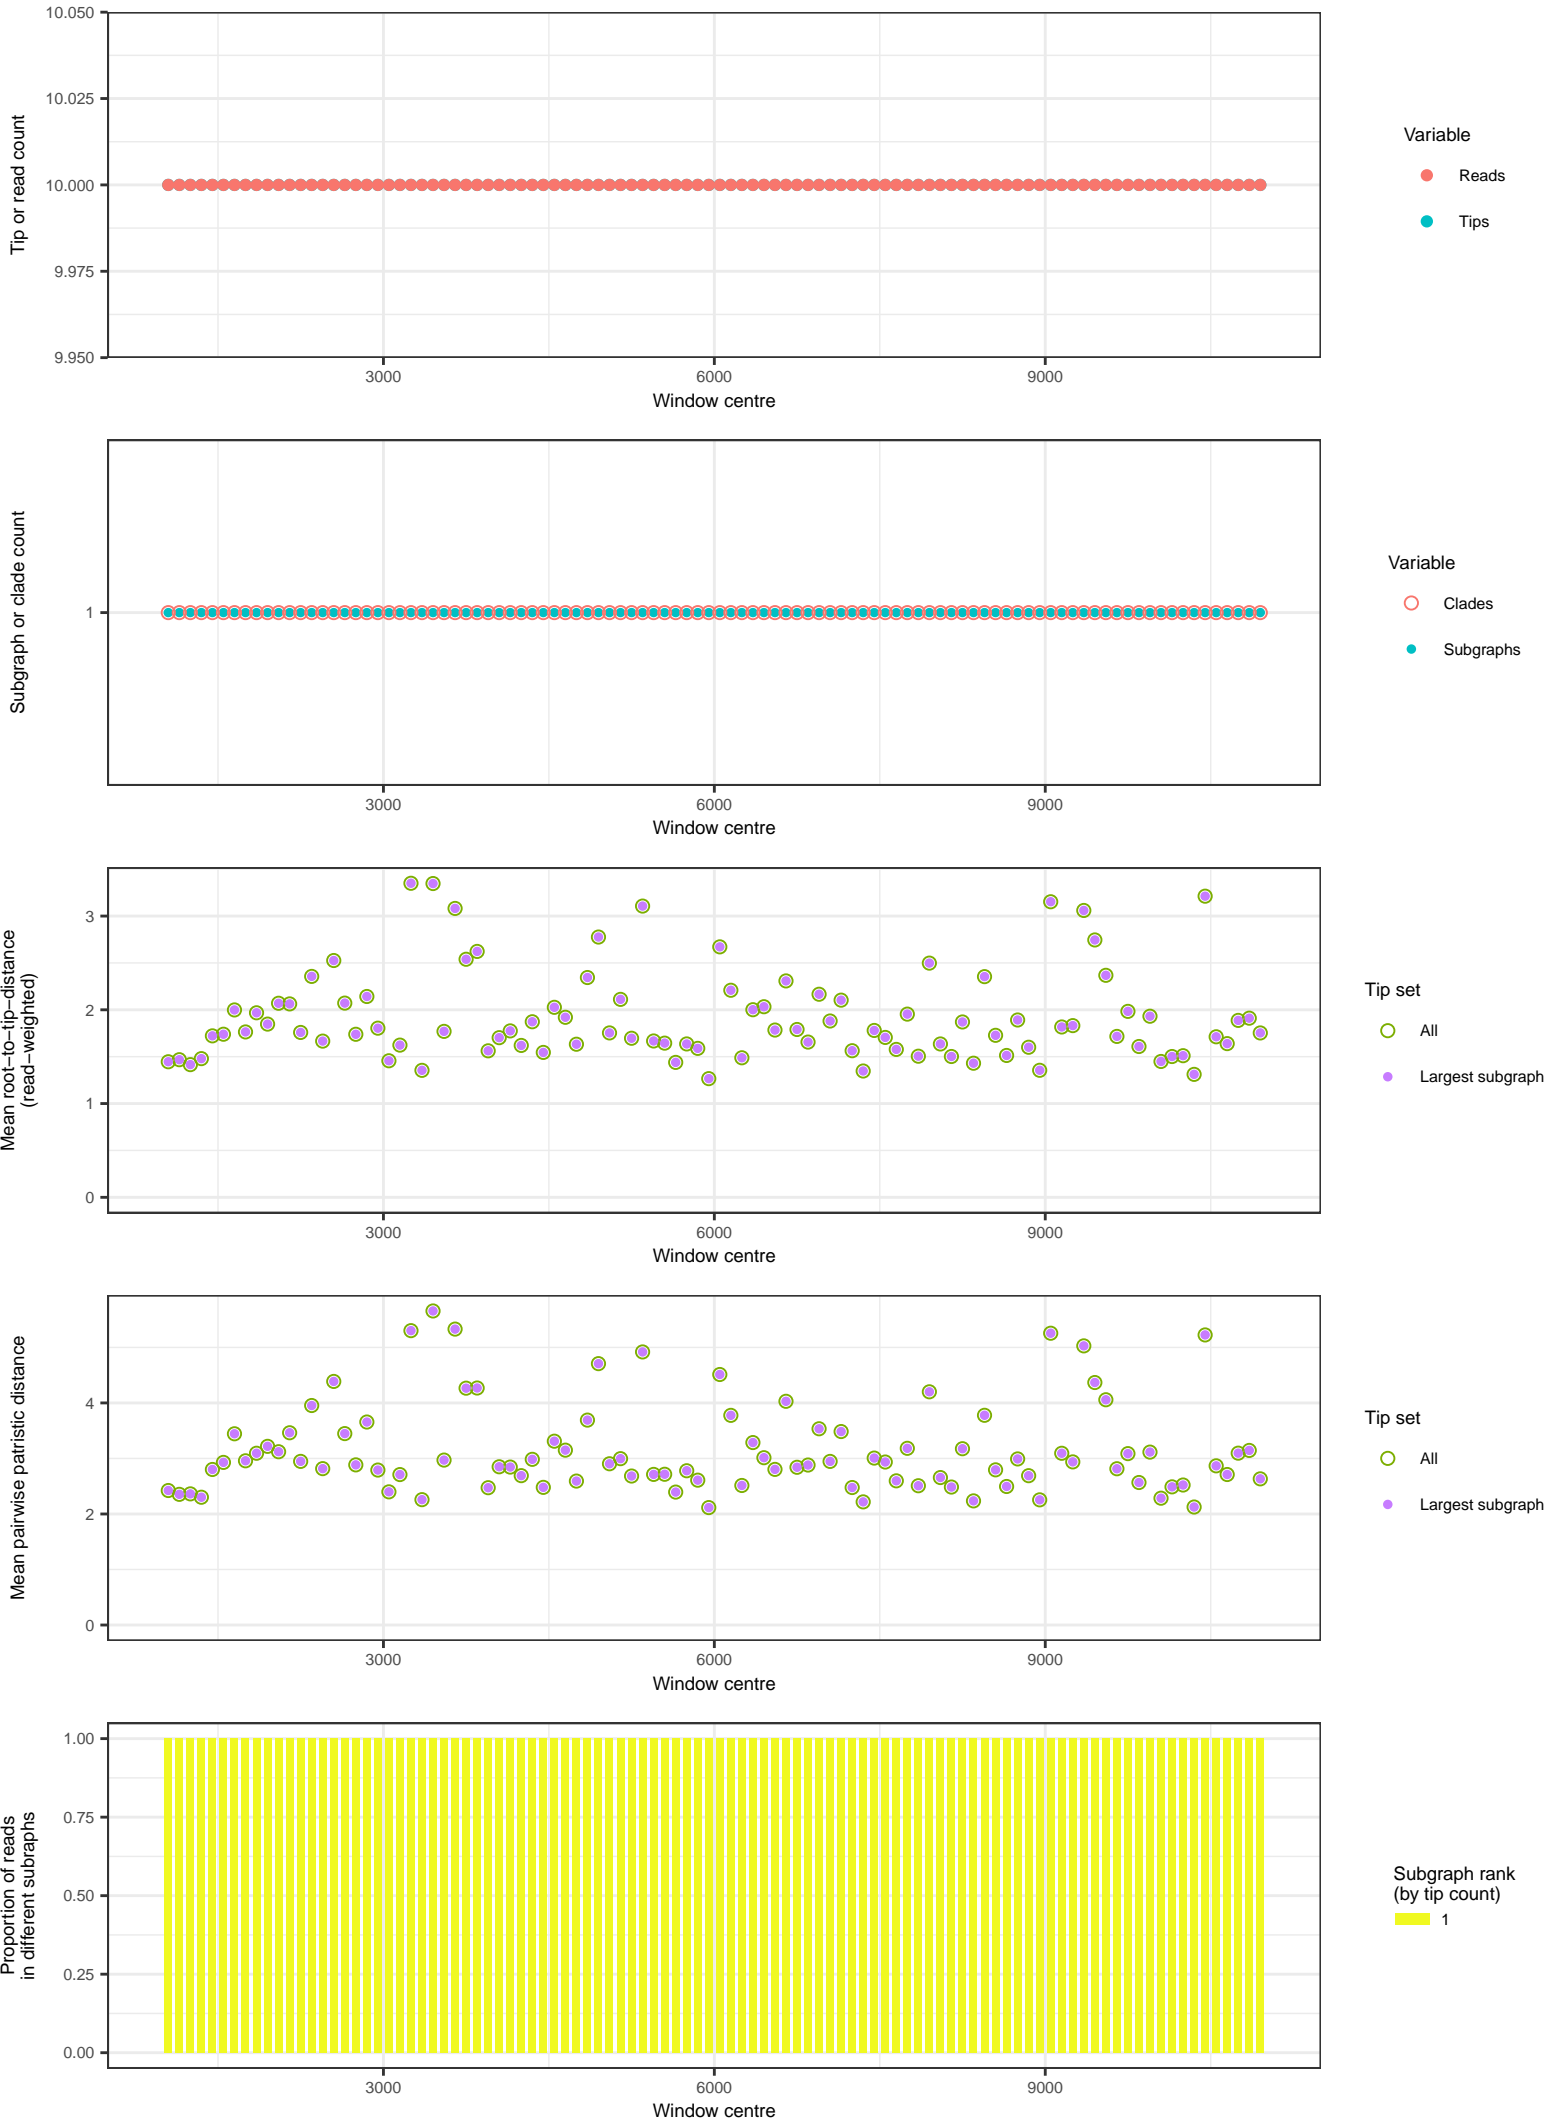 10.050
10.025
10.000
9.975
9.950
Tip or read count
3000 6000 9000
Window centre
Variable
Reads
Tips
Subgraph or clade count
1
3000 6000 9000
Window centre
Variable
Clades
Subgraphs
Mean root−to−tip−distance
(read−weighted)
3
2
1
0
3000 6000 9000
Window centre
Tip set
All
Largest subgraph
Mean pairwise patristic distance
4
2
0
3000 6000 9000
Window centre
Tip set
All
Largest subgraph
Proportion of reads
in different subraphs
1.00
0.75
0.50
0.25
0.00
3000 6000 9000
Window centre
Subgraph rank
(by tip count)
1